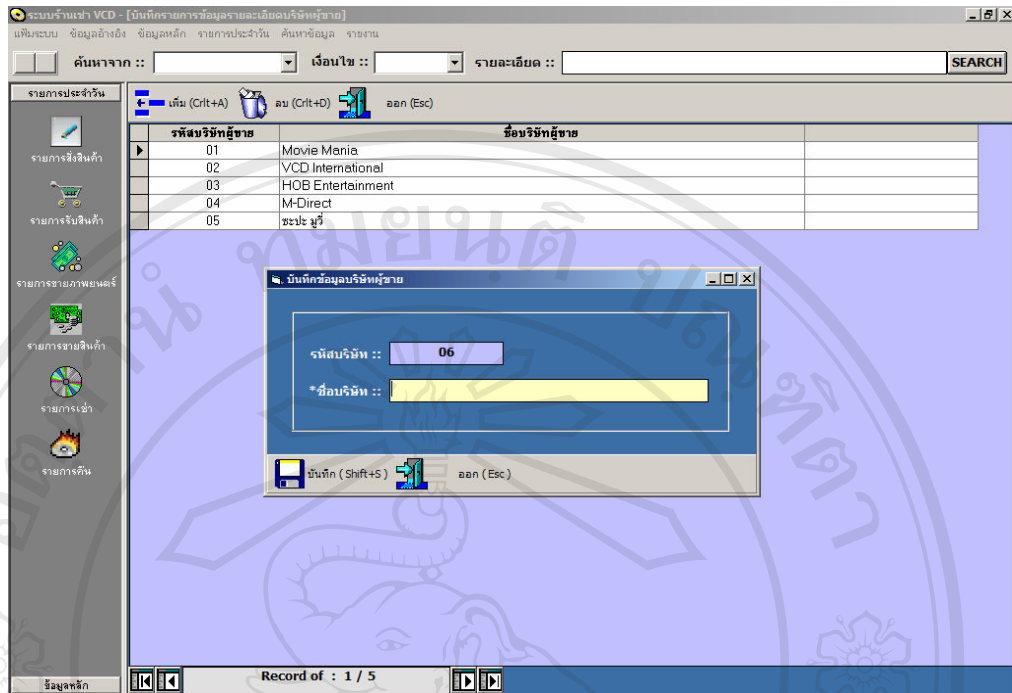 ระบบร้านเช่า VCD - [บันทึกรายการข้อมูลรายละเอียดบริษัทผู้ขาย]
แฟ้มระบบ ข้อมูลอ้างอิง ข้อมูลหลัก รายการประจำวัน ค้นหาข้อมูล รายงาน
ค้นหาจาก :: เงื่อนไข :: รายละเอียด :: SEARCH
รายการประจำวัน
เพิ่ม (Crlt+A) ลบ (Crlt+D) ออก (Esc)
รหัสบริษัทผู้ขาย ชื่อบริษัทผู้ขาย
01 Movie Mania
02 VCD International
03 HOB Entertainment
04 M-Direct
05 ชะปะ มูวี่
รายการสั่งสินค้า
รายการรับสินค้า
รายการขายภาพยนตร์
รายการขายสินค้า
รายการเช่า
รายการคืน
ข้อมูลหลัก
บันทึกข้อมูลบริษัทผู้ขาย
รหัสบริษัท :: 06
*ชื่อบริษัท ::
บันทึก ( Shift+S ) ออก ( Esc )
Record of : 1 / 5